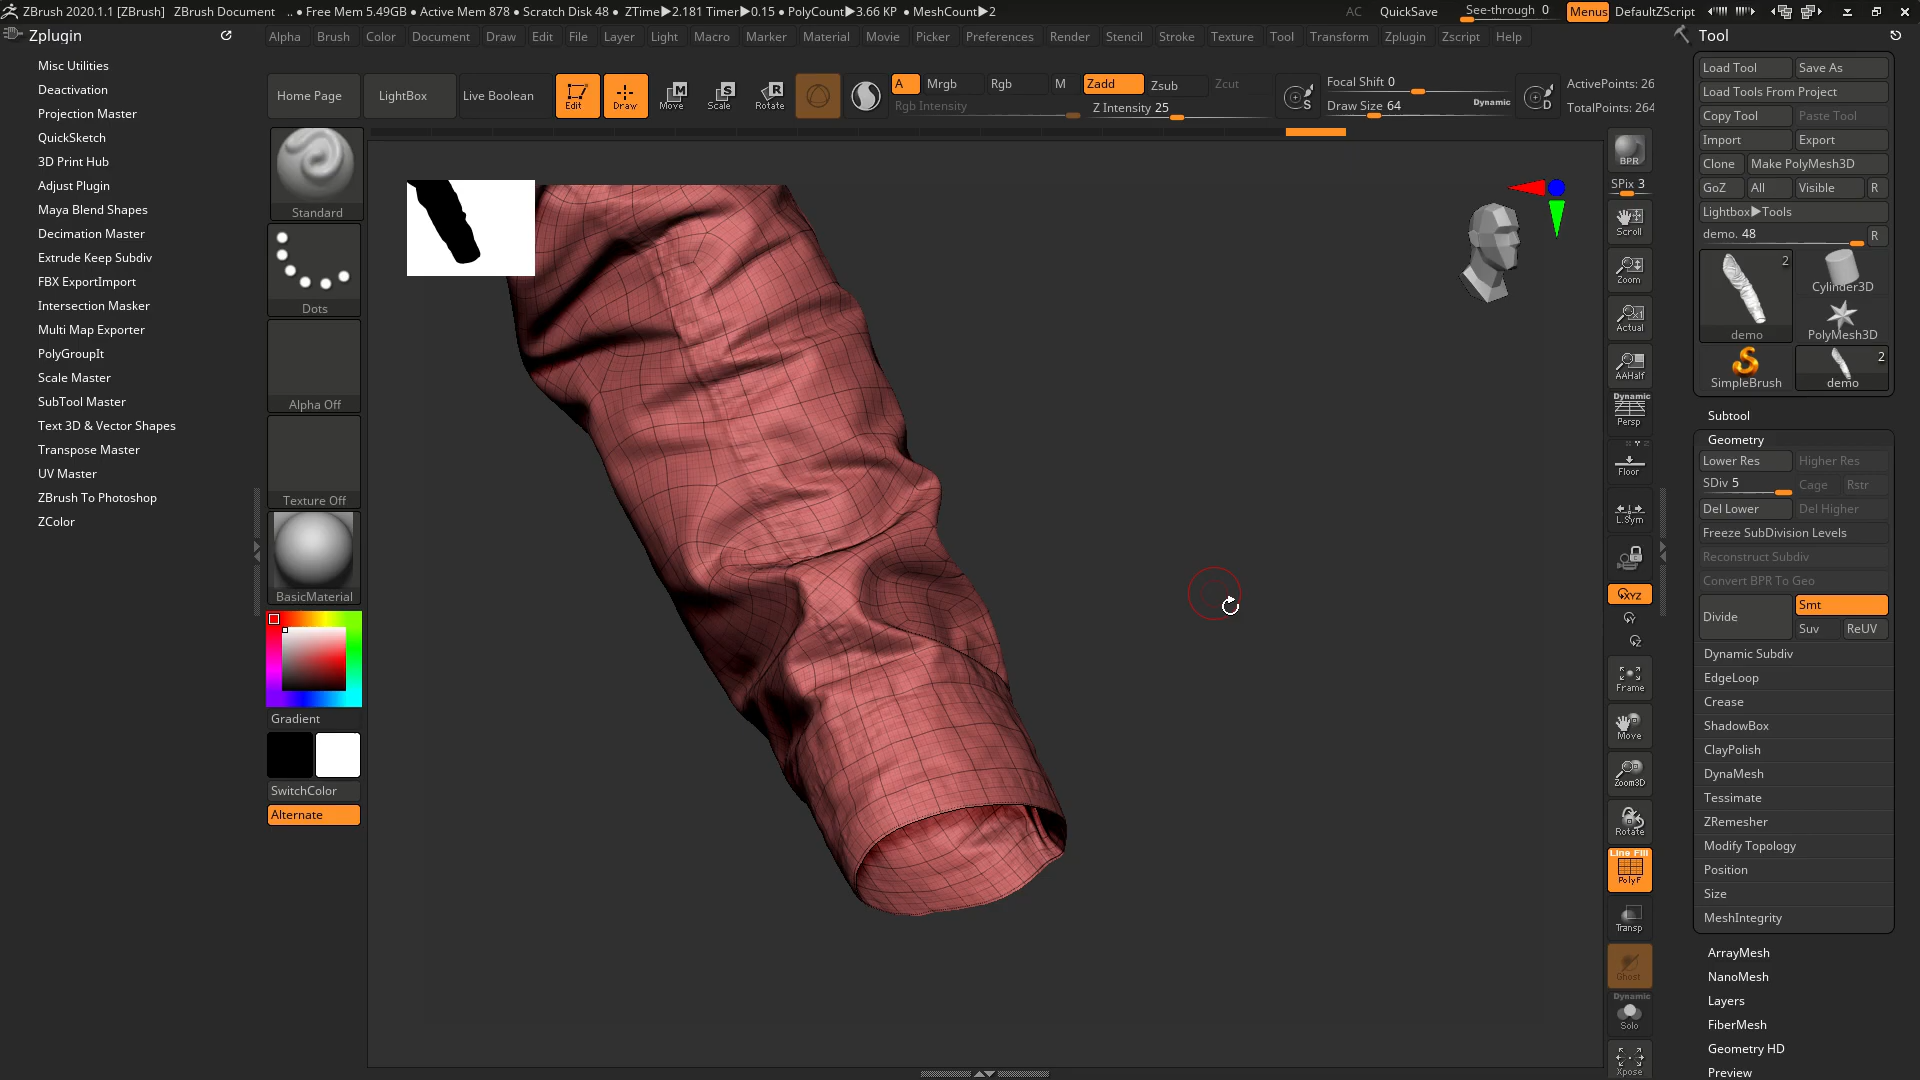 ZBrush 2020.1.1 [ZBrush] ZBrush Document .. ● Free Mem 5.49GB ● Active Mem 878 ● Scratch Disk 48 ● ZTime▶2.181 Timer▶0.15 ● PolyCount▶3.66 KP ● MeshCount▶2 AC QuickSave See-through 0 Menus DefaultZScript
Zplugin
Alpha Brush Color Document Draw Edit File Layer Light Macro Marker Material Movie Picker Preferences Render Stencil Stroke Texture Tool Transform Zplugin Zscript Help
Tool
Misc Utilities
Deactivation
Projection Master
QuickSketch
3D Print Hub
Adjust Plugin
Maya Blend Shapes
Decimation Master
Extrude Keep Subdiv
FBX ExportImport
Intersection Masker
Multi Map Exporter
PolyGroupIt
Scale Master
SubTool Master
Text 3D & Vector Shapes
Transpose Master
UV Master
ZBrush To Photoshop
ZColor
Home Page LightBox Live Boolean Edit Draw Move Scale Rotate
A Mrgb Rgb M Zadd Zsub Zcut
Rgb Intensity Z Intensity 25
S Focal Shift 0
Draw Size 64 Dynamic D
ActivePoints: 26
TotalPoints: 264
Standard
Dots
Alpha Off
Texture Off
BasicMaterial
Gradient
SwitchColor
Alternate
BPR
SPix 3
Scroll
Zoom
Actual
AAHalf
Dynamic
Persp
Floor
L.Sym
XYZ
Y
Z
Frame
Move
Zoom3D
Rotate
Line Fill
PolyF
Transp
Ghost
Dynamic
Solo
Xpose
Load Tool Save As
Load Tools From Project
Copy Tool Paste Tool
Import Export
Clone Make PolyMesh3D
GoZ All Visible R
Lightbox▶Tools
demo. 48 R
2
demo
Cylinder3D
PolyMesh3D
SimpleBrush
2
demo
Subtool
Geometry
Lower Res Higher Res
SDiv 5 Cage Rstr
Del Lower Del Higher
Freeze SubDivision Levels
Reconstruct Subdiv
Convert BPR To Geo
Divide Smt
Suv ReUV
Dynamic Subdiv
EdgeLoop
Crease
ShadowBox
ClayPolish
DynaMesh
Tessimate
ZRemesher
Modify Topology
Position
Size
MeshIntegrity
ArrayMesh
NanoMesh
Layers
FiberMesh
Geometry HD
Preview